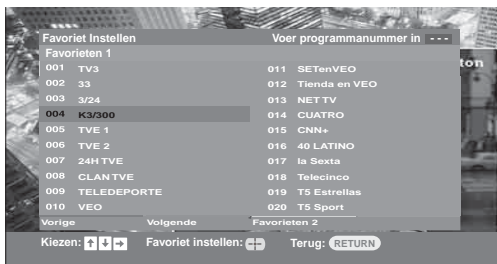 Favoriet Instellen Voer programmanummer in ---
Favorieten 1
001 TV3 011 SETenVEO
002 33 012 Tienda en VEO
003 3/24 013 NET TV
004 K3/300 014 CUATRO
005 TVE 1 015 CNN+
006 TVE 2 016 40 LATINO
007 24H TVE 017 la Sexta
008 CLAN TVE 018 Telecinco
009 TELEDEPORTE 019 T5 Estrellas
010 VEO 020 T5 Sport
Vorige Volgende Favorieten 2
Kiezen: ↑ ↓ → Favoriet instellen: Terug: RETURN
ton